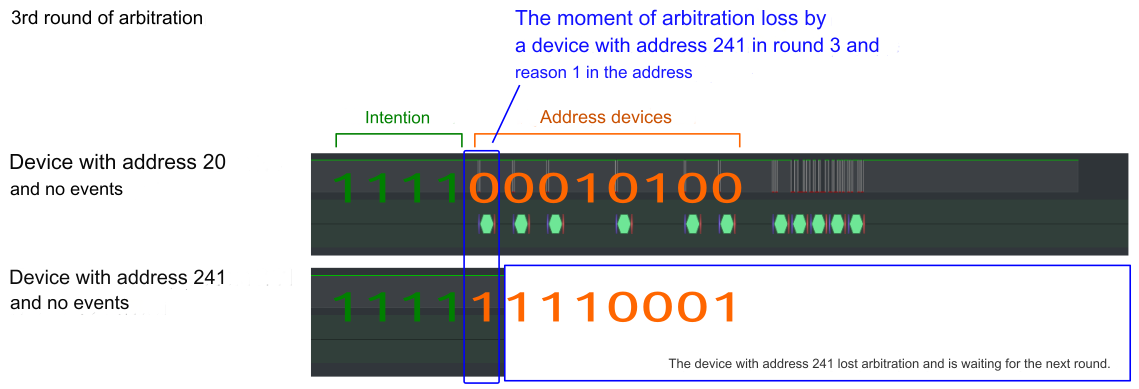 3rd round of arbitration
The moment of arbitration loss by
a device with address 241 in round 3 and
reason 1 in the address
Intention
Address devices
Device with address 20
and no events
1111 00010100
Device with address 241
and no events
1111 11110001
The device with address 241 lost arbitration and is waiting for the next round.